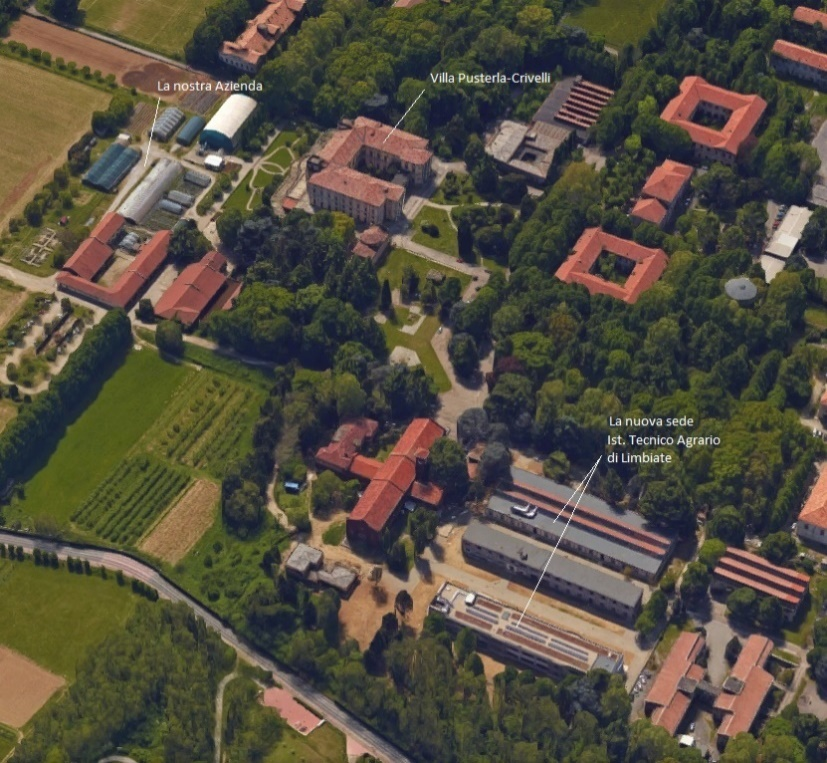 La nostra Azienda
Villa Pusterla-Crivelli
La nuova sede
Ist. Tecnico Agrario
di Limbiate